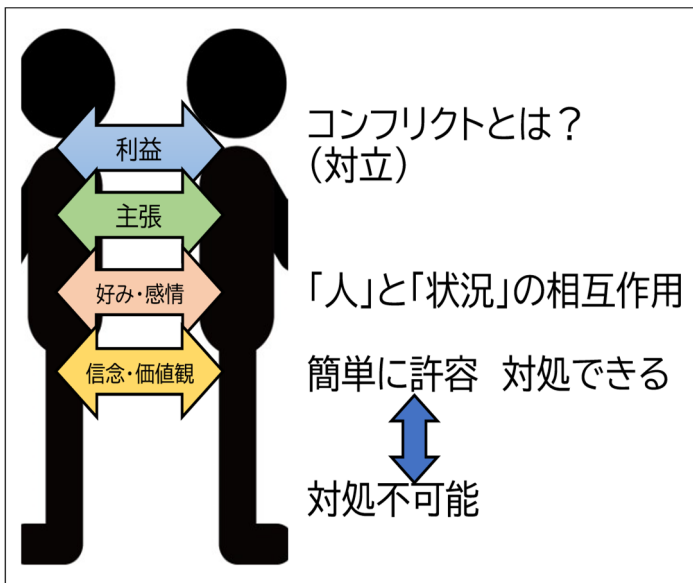 利益
主張
好み・感情
信念・価値観
コンフリクトとは？
（対立）
「人」と「状況」の相互作用
簡単に許容 対処できる
対処不可能